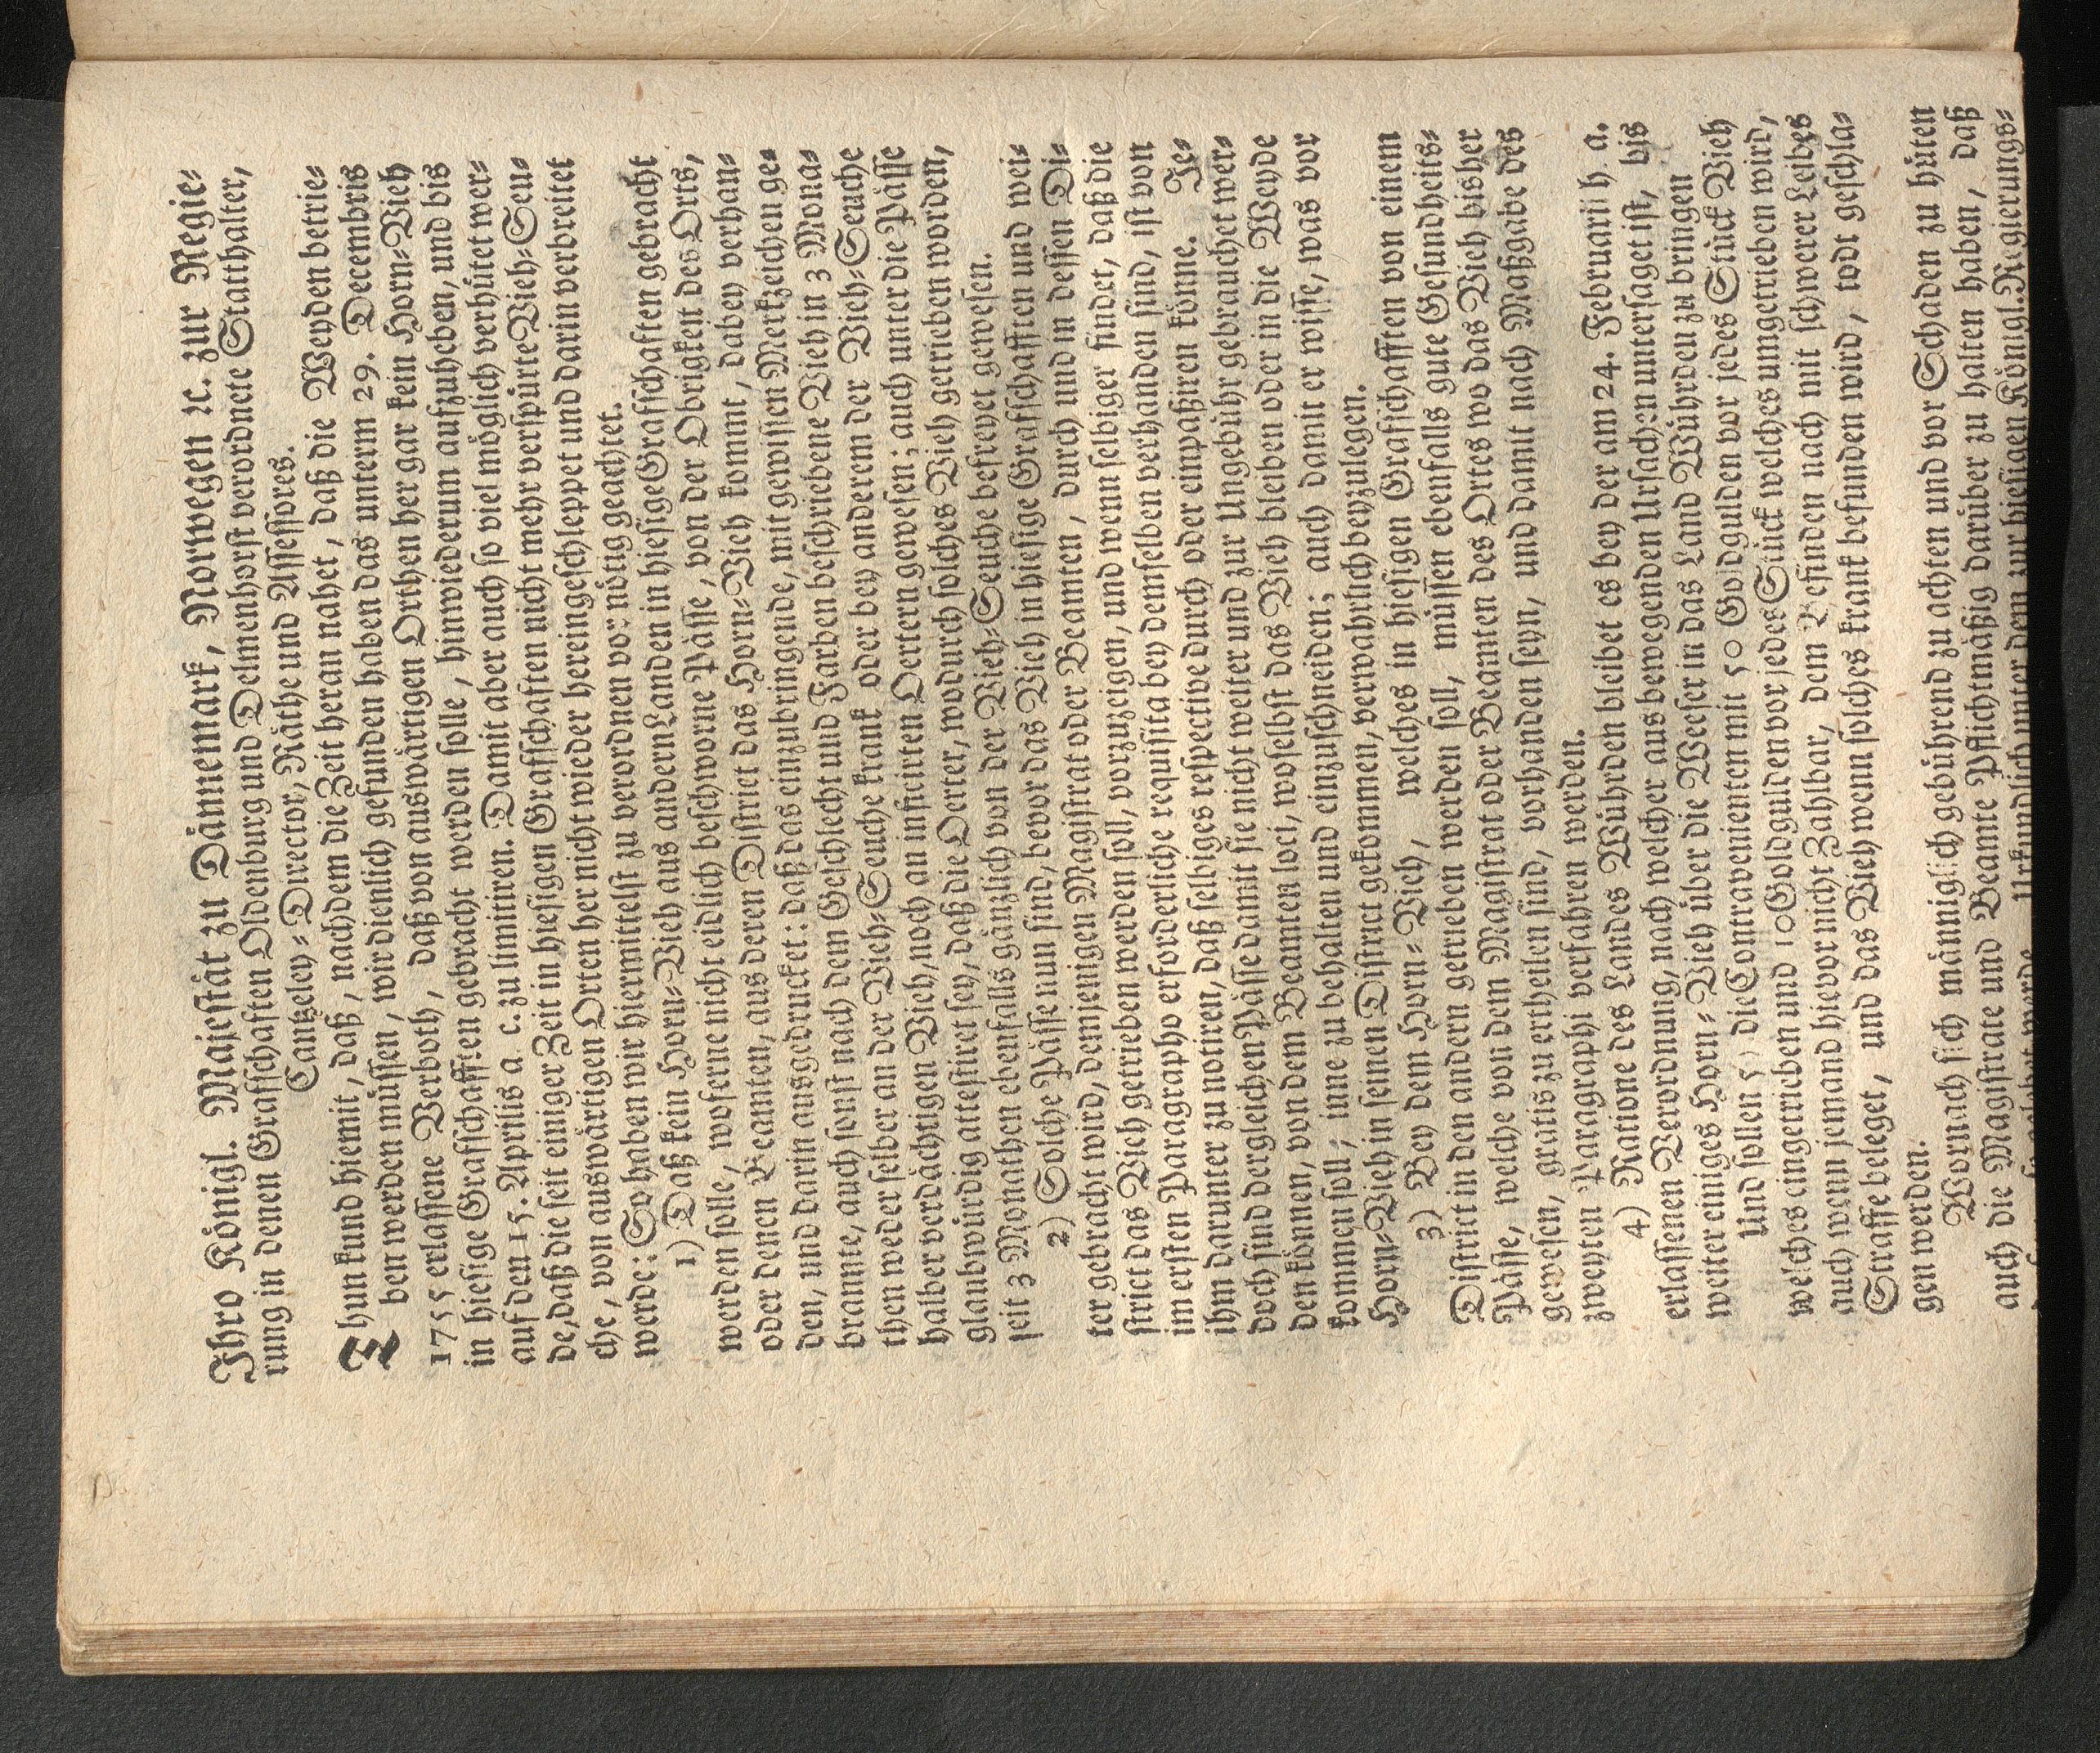 Ihro Königl. Majestät zu Dännemark, Norwegen ꝛc. zur Regie-
rung in denen Grafschaften Oldenburg und Delmenhorst verordnete Statthalter,
Cantzeley-Director, Räthe und Assessores.
Thun kund hiemit, daß, nachdem die Zeit heran nahet, daß die Weyden betrie-
ben werden müssen, wir dienlich gefunden haben das unterm 29. Decembris
1755 erlassene Verboth, daß von auswärtigen Orthen her gar kein Horn-Vieh
in hiesige Grafschafften gebracht werden solle, hinwiederum aufzuheben, und bis
auf den 15. Aprilis a. c. zu limitiren. Damit aber auch so viel möglich verhütet wer-
de, daß die seit einiger Zeit in hiesigen Grafschaften nicht mehr verspürte Vieh-Seu-
che, von auswärtigen Orten her nicht wieder hereingeschleppet und darin verbreitet
werde: So haben wir hiermittelst zu verordnen vor nötig geachtet.
1) Daß kein Horn-Vieh aus andern Landen in hiesige Grafschaften gebracht
werden solle, woferne nicht eidlich beschworne Pässe, von der Obrigkeit des Orts,
oder denen Beamten, aus deren District das Horn-Vieh kommt, dabey verhan-
den, und darin ausgedrucket: daß das einzubringende, mit gewissen Merkzeichen ge-
brannte, auch sonst nach dem Geschlecht und Farben beschriebene Vieh in 3 Mona-
then weder selber an der Vieh-Seuche krank oder bey anderem der Vieh-Seuche
halber verdächtigen Vieh, noch an inficirten Oertern gewesen; auch unter die Pässe
glaubwürdig attestiret sey, daß die Oerter, wodurch solches Vieh getrieben worden,
seit 3 Monathen ebenfalls gänzlich von der Vieh-Seuche befreyet gewesen.
2) Solche Pässe nun sind, bevor das Vieh in hiesige Grafschafften und wei-
ter gebracht wird, demjenigen Magistrat oder Beamten, durch und in dessen Di-
strict das Vieh getrieben werden soll, vorzuzeigen, und wenn selbiger findet, daß die
im ersten Paragrapho erforderliche requisita bey demselben verhanden sind, ist von
ihm darunter zu notiren, daß selbiges respective durch oder einpaßiren könne. Je-
doch sind dergleichen Pässe damit sie nicht weiter und zur Ungebühr gebrauchet wer-
den können, von dem Beamten loci, woselbst das Vieh bleiben oder in die Weyde
kommen soll, inne zu behalten und einzuschneiden; auch damit er wisse, was vor
Horn-Vieh in seinen District gekommen, verwahrlich beyzulegen.
3) Bey dem Horn-Vieh, welches in hiesigen Grafschafften von einem
District in den andern getrieben werden soll, müssen ebenfalls gute Gesundheits-
Pässe, welche von dem Magistrat oder Beamten des Ortes wo das Vieh bisher
gewesen, gratis zu ertheilen sind, vorhanden seyn, und damit nach Maßgabe des
zweyten Paragraphi verfahren werden.
4) Ratione des Landes Wührden bleibet es bey der am 24. Februarii h. a.
erlassenen Verordnung, nach welcher aus bewegenden Ursachen untersaget ist, bis
weiter einiges Horn-Vieh über die Weeser in das Land Wührden zu bringen
Und sollen 5) die Contravenienten mit 50 Goldgulden vor jedes Stück Vieh
welches eingetrieben und 10 Goldgulden vor jedes Stück welches umgetrieben wird,
auch wenn jemand hievor nicht Zahlbar, dem Befinden nach mit schwerer Leibes
Straffe beleget, und das Vieh wenn solches krank befunden wird, todt geschla-
gen werden.
Wornach sich männiglich gebührend zu achten und vor Schaden zu hüten
auch die Magistrate und Beamte Pflichtmäßig darüber zu halten haben, daß
Urkundlich unter dem zur hiesigen Königl. Regierungs-